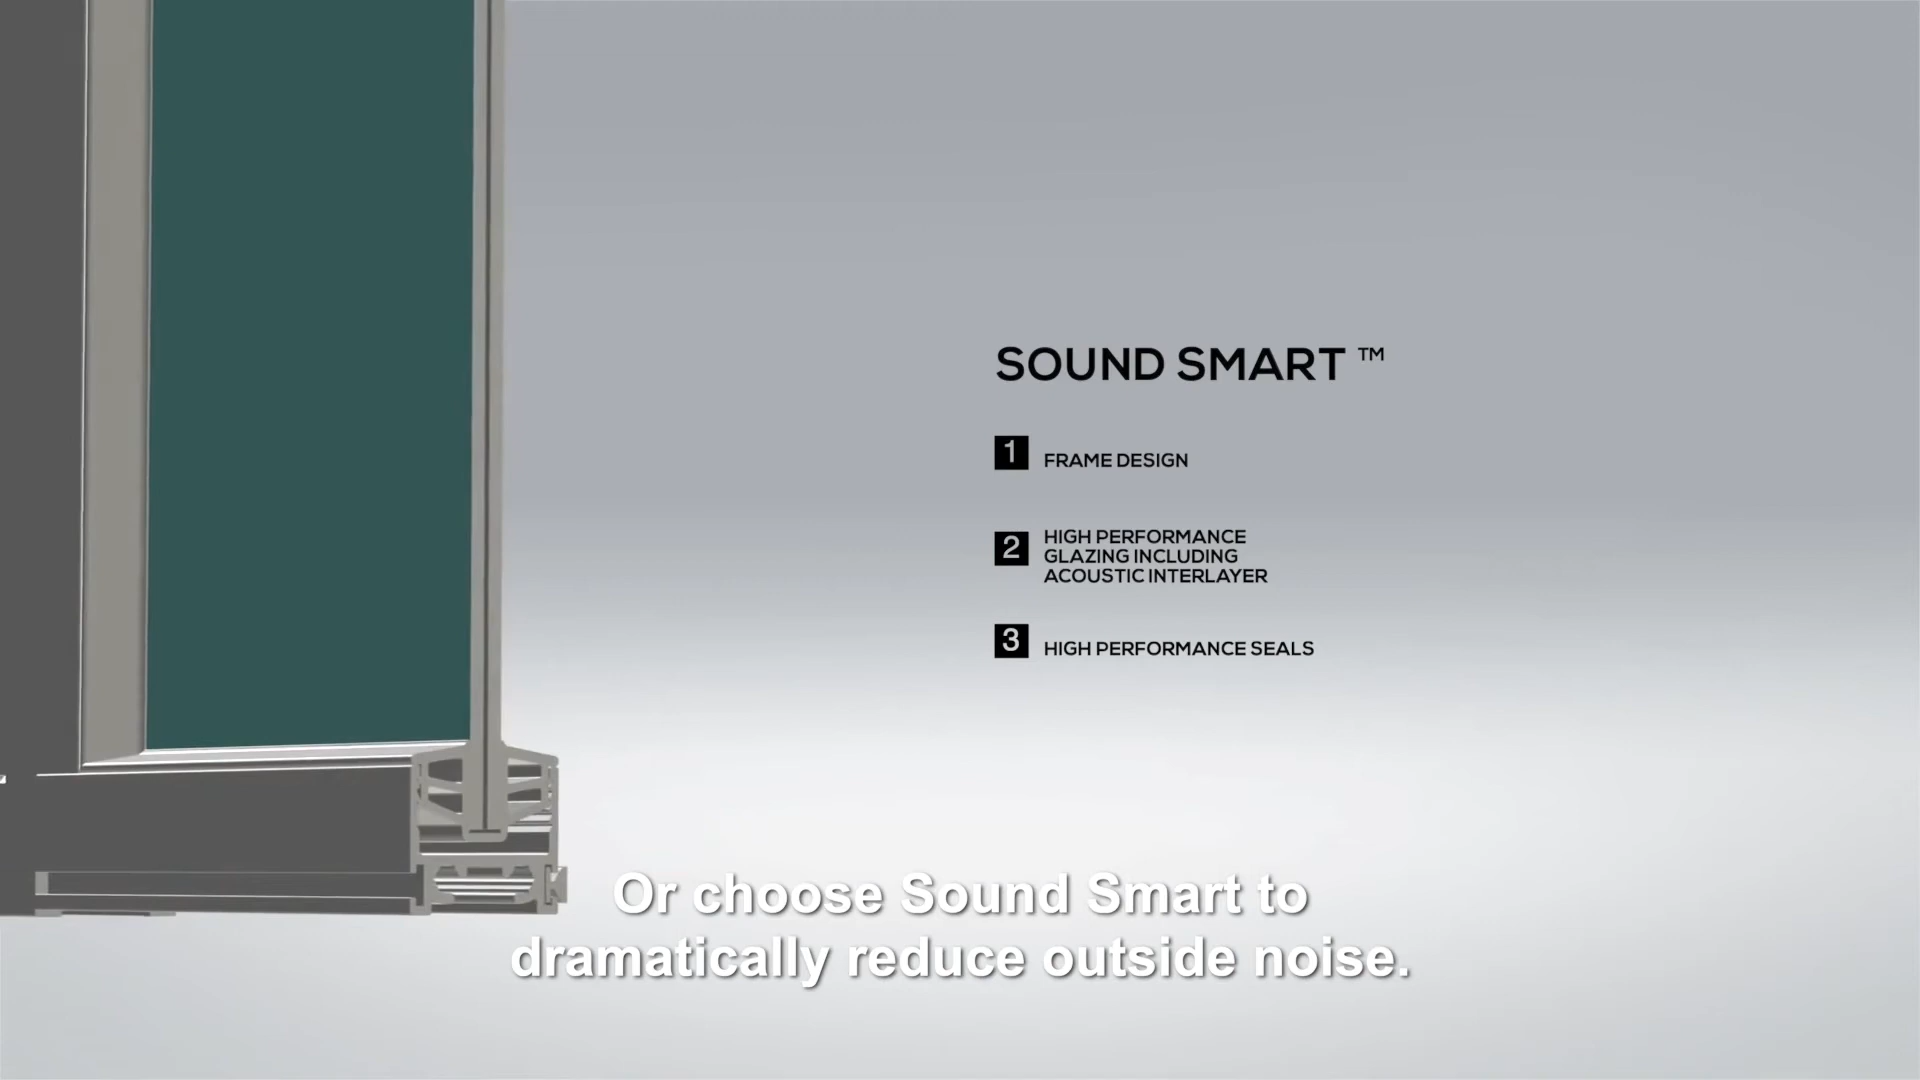 SOUND SMART ™
1 FRAME DESIGN
2 HIGH PERFORMANCE
GLAZING INCLUDING
ACOUSTIC INTERLAYER
3 HIGH PERFORMANCE SEALS
Or choose Sound Smart to
dramatically reduce outside noise.